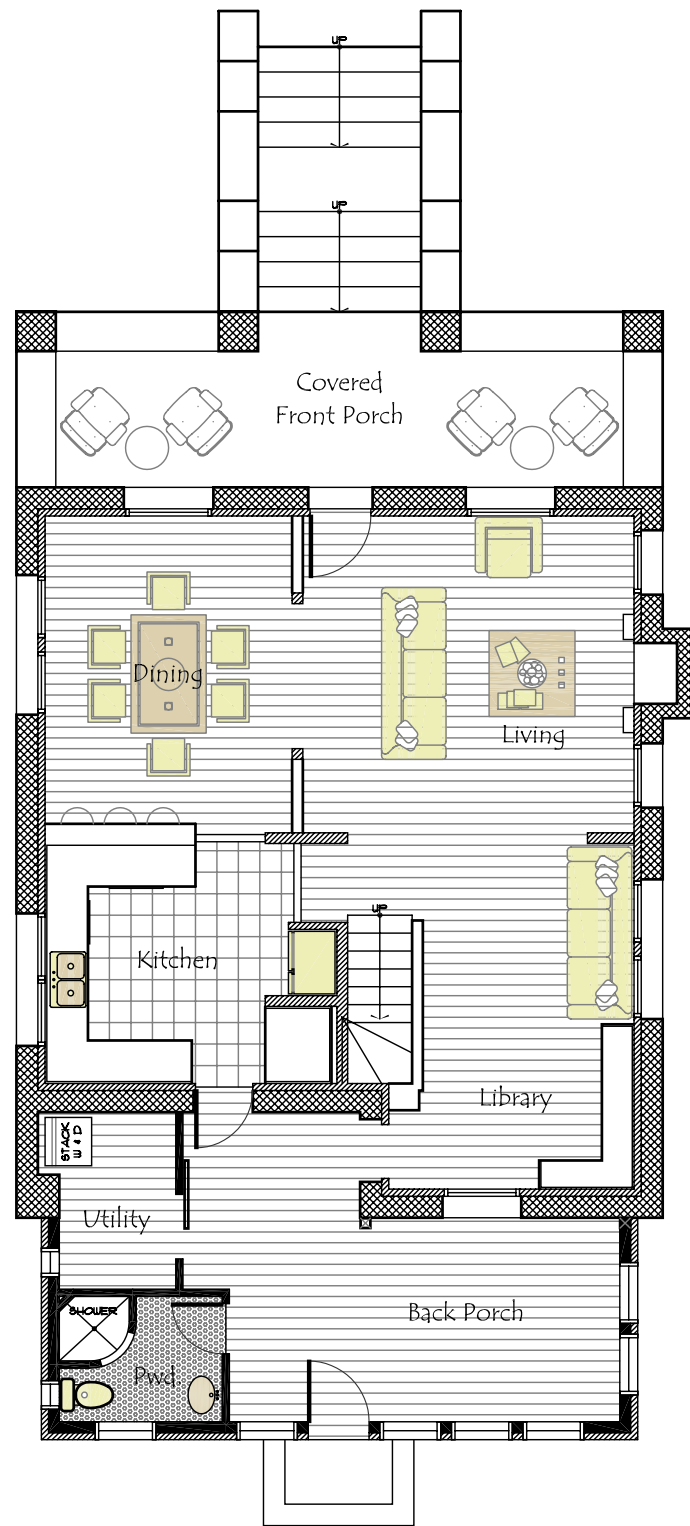 UP
UP
Covered
Front Porch
Dining
Living
Kitchen
UP
Library
STACK
W & D
Utility
SHOWER
Back Porch
Pwd